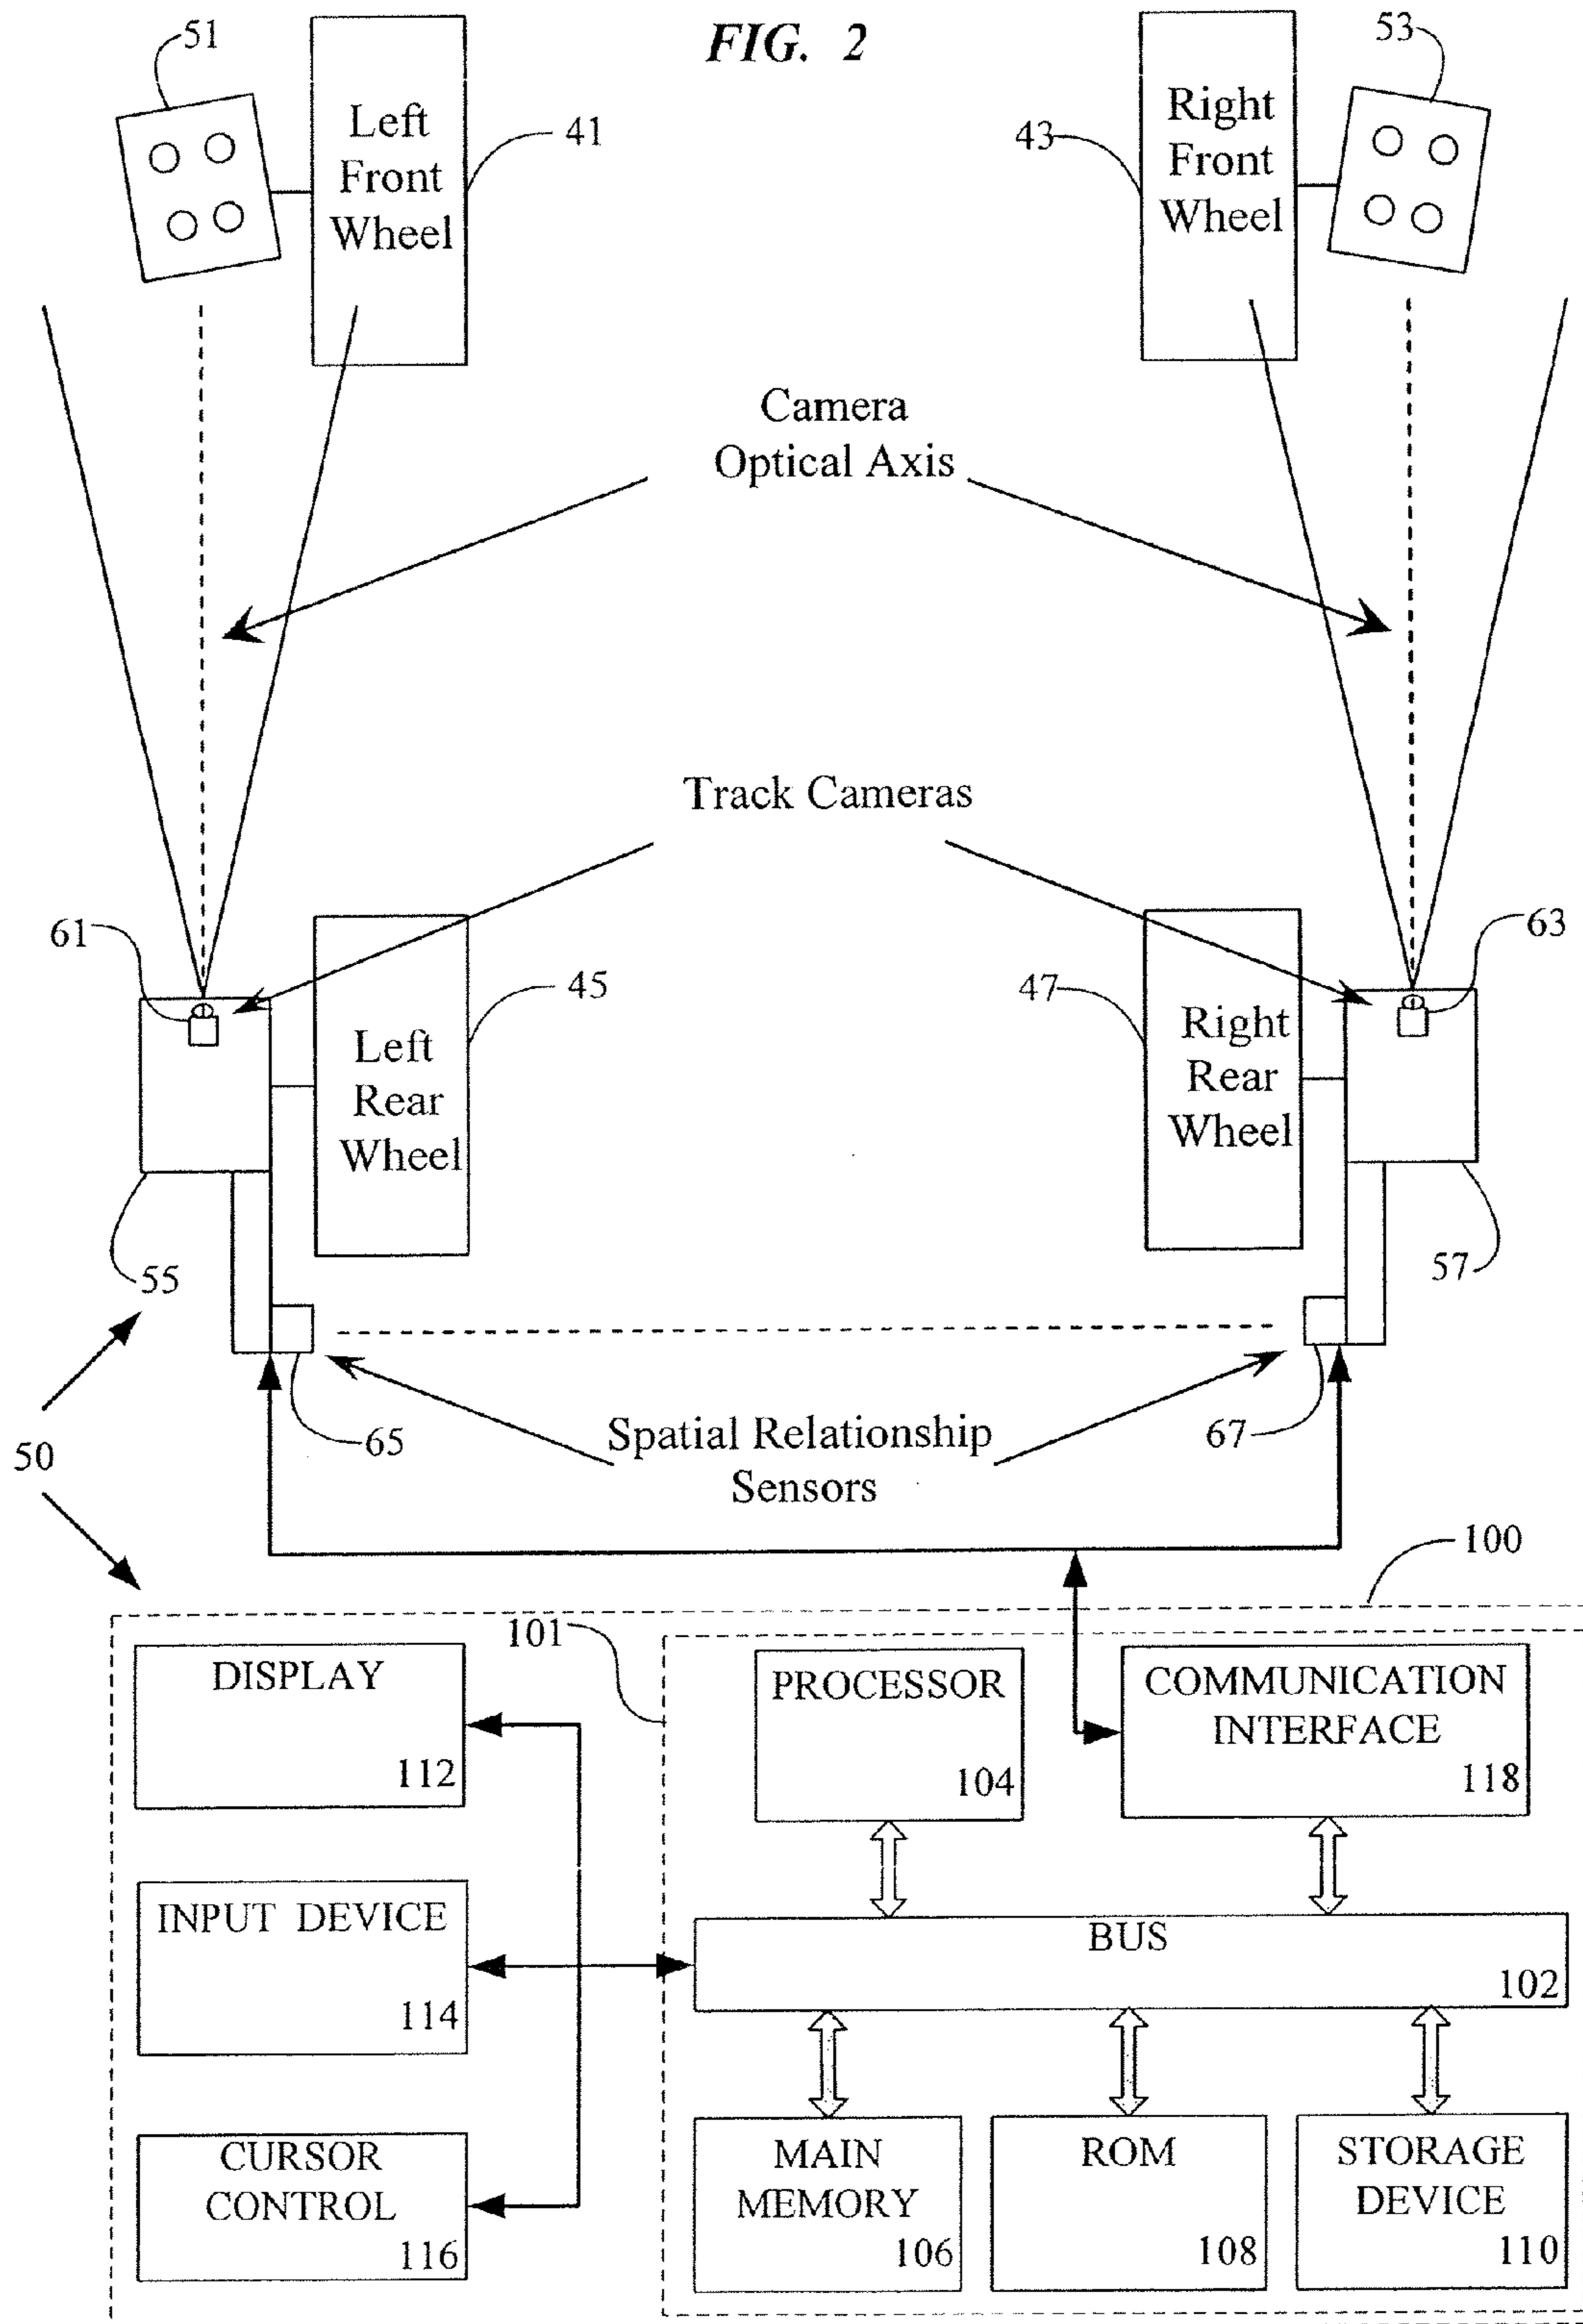 FIG. 2
51
53
Left
Front
Wheel
41
43
Right
Front
Wheel
Camera
Optical Axis
Track Cameras
61
63
45
47
Left
Rear
Wheel
Right
Rear
Wheel
55
57
65
67
Spatial Relationship
Sensors
50
100
101
DISPLAY
112
PROCESSOR
104
COMMUNICATION
INTERFACE
118
INPUT DEVICE
114
BUS
102
CURSOR
CONTROL
116
MAIN
MEMORY
106
ROM
108
STORAGE
DEVICE
110